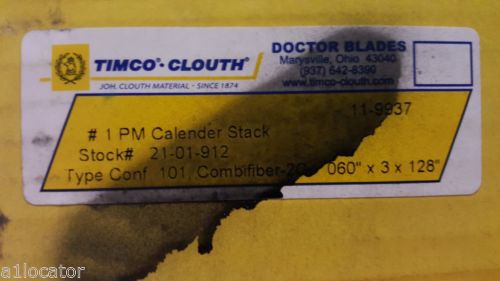 TIMCO®-CLOUTH®
JOH. CLOUTH MATERIAL · SINCE 1874
DOCTOR BLADES
Marysville, Ohio 43040
(937) 642-8390
www.timco-clouth.com
11-9937
# 1 PM Calender Stack
Stock# 21-01-912
Type Conf 101, Combifiber-20 060" x 3 x 128"
a1locator